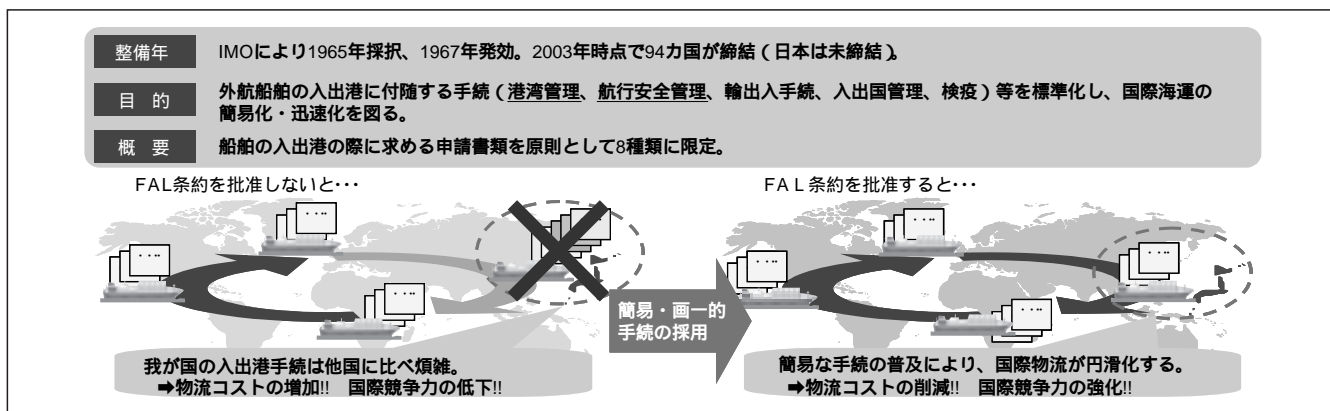 整備年
IMOにより1965年採択、1967年発効。2003年時点で94カ国が締結(日本は未締結)。
目 的
外航船舶の入出港に付随する手続(港湾管理、航行安全管理、輸出入手続、入出国管理、検疫)等を標準化し、国際海運の
簡易化・迅速化を図る。
概 要
船舶の入出港の際に求める申請書類を原則として8種類に限定。
FAL条約を批准しないと・・・
我が国の入出港手続は他国に比べ煩雑。
➡物流コストの増加!! 国際競争力の低下!!
簡易・画一的
手続の採用
FAL条約を批准すると・・・
簡易な手続の普及により、国際物流が円滑化する。
➡物流コストの削減!! 国際競争力の強化!!